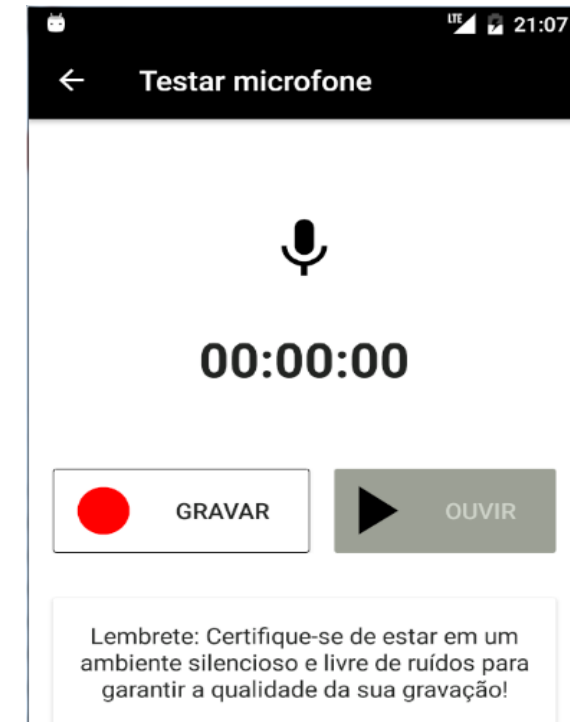 LTE 21:07
Testar microfone
00:00:00
GRAVAR OUVIR
Lembrete: Certifique-se de estar em um
ambiente silencioso e livre de ruídos para
garantir a qualidade da sua gravação!